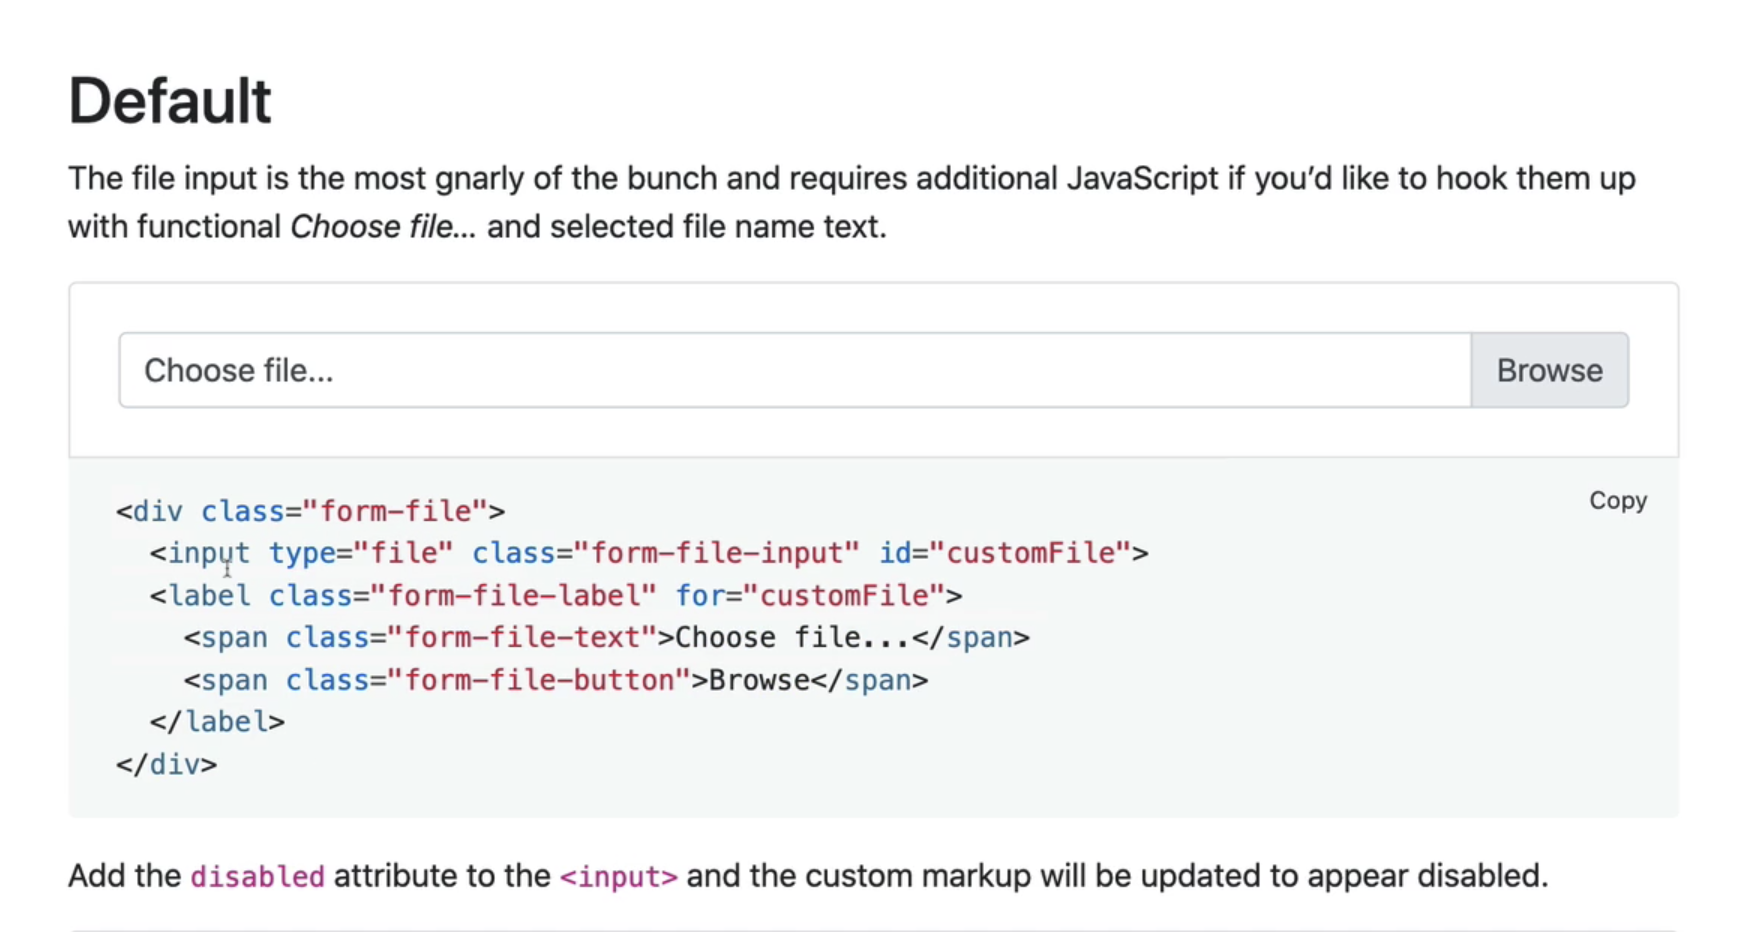 Default
The file input is the most gnarly of the bunch and requires additional JavaScript if you’d like to hook them up
with functional Choose file... and selected file name text.
Choose file...
Browse
Copy
<div class="form-file">
  <input type="file" class="form-file-input" id="customFile">
  <label class="form-file-label" for="customFile">
    <span class="form-file-text">Choose file...</span>
    <span class="form-file-button">Browse</span>
  </label>
</div>
Add the disabled attribute to the <input> and the custom markup will be updated to appear disabled.